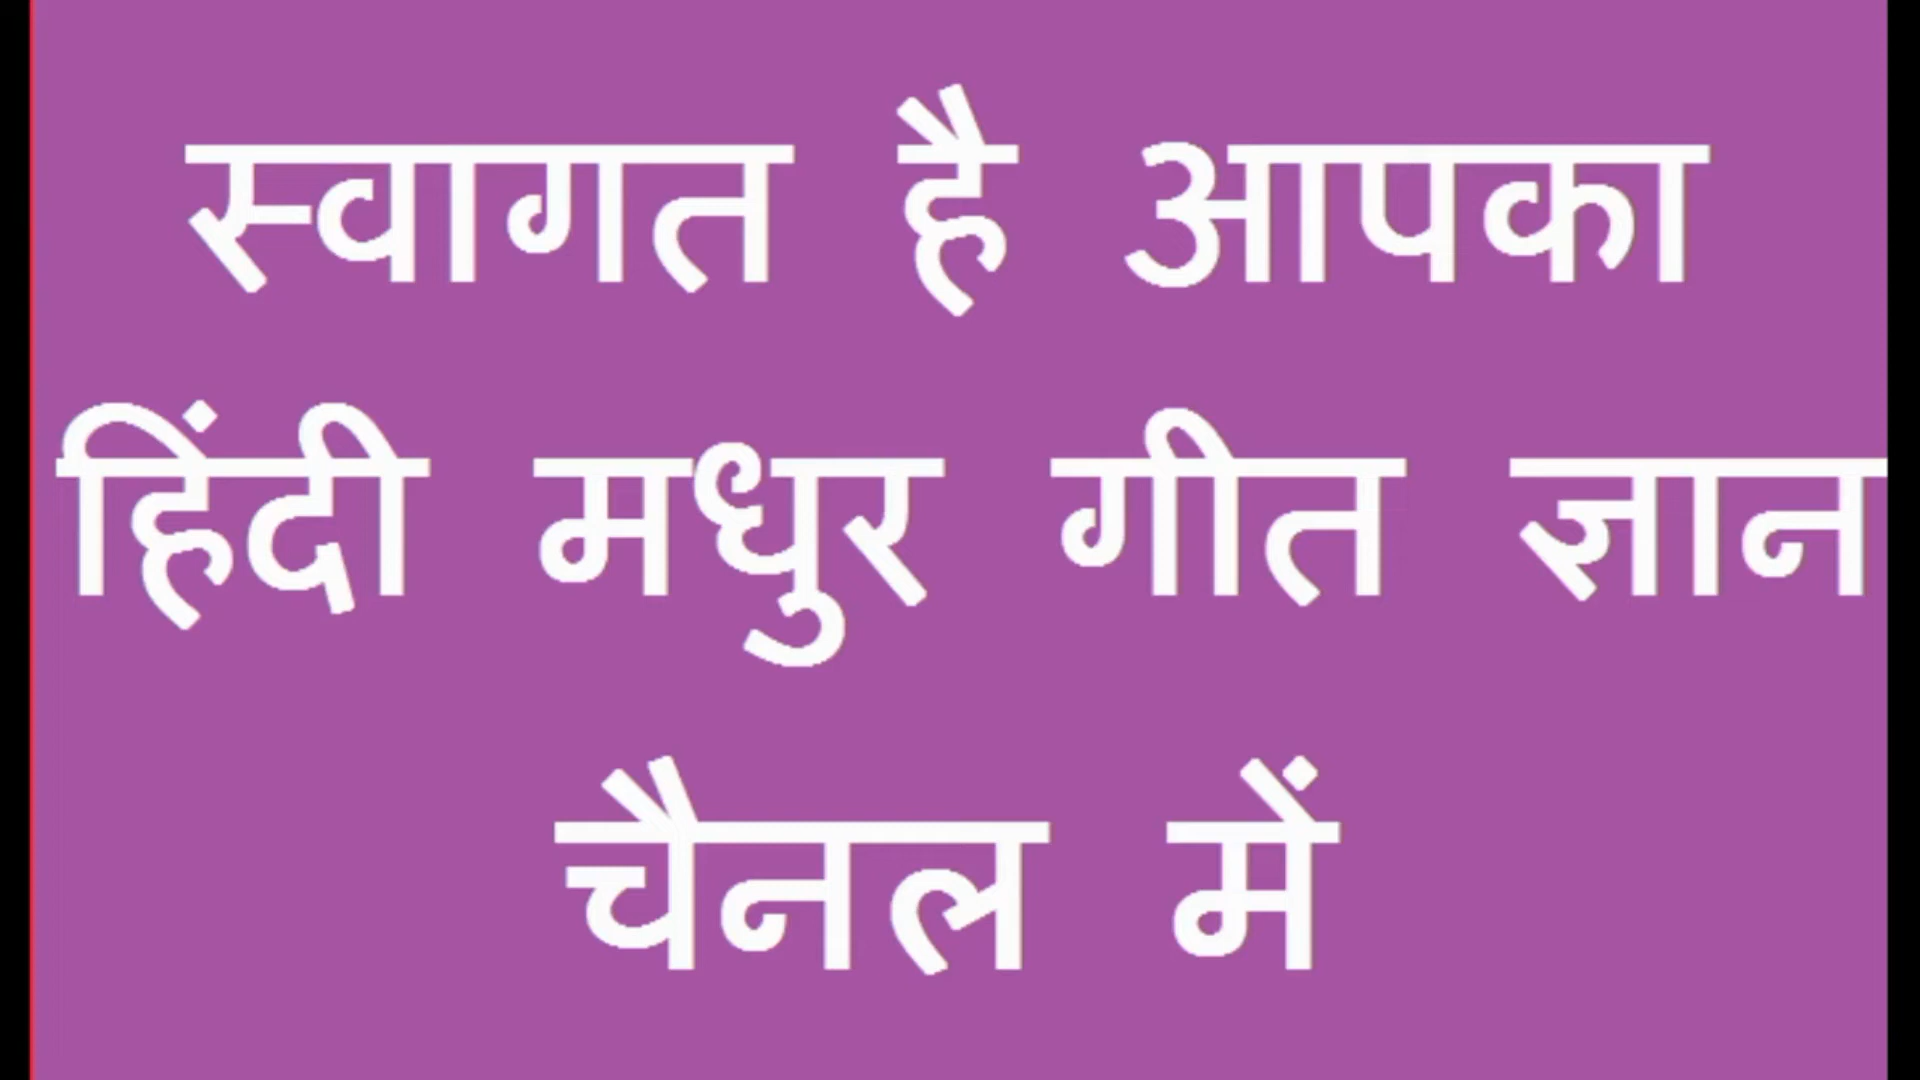 स्वागत है आपका
हिंदी मधुर गीत ज्ञान
चैनल में